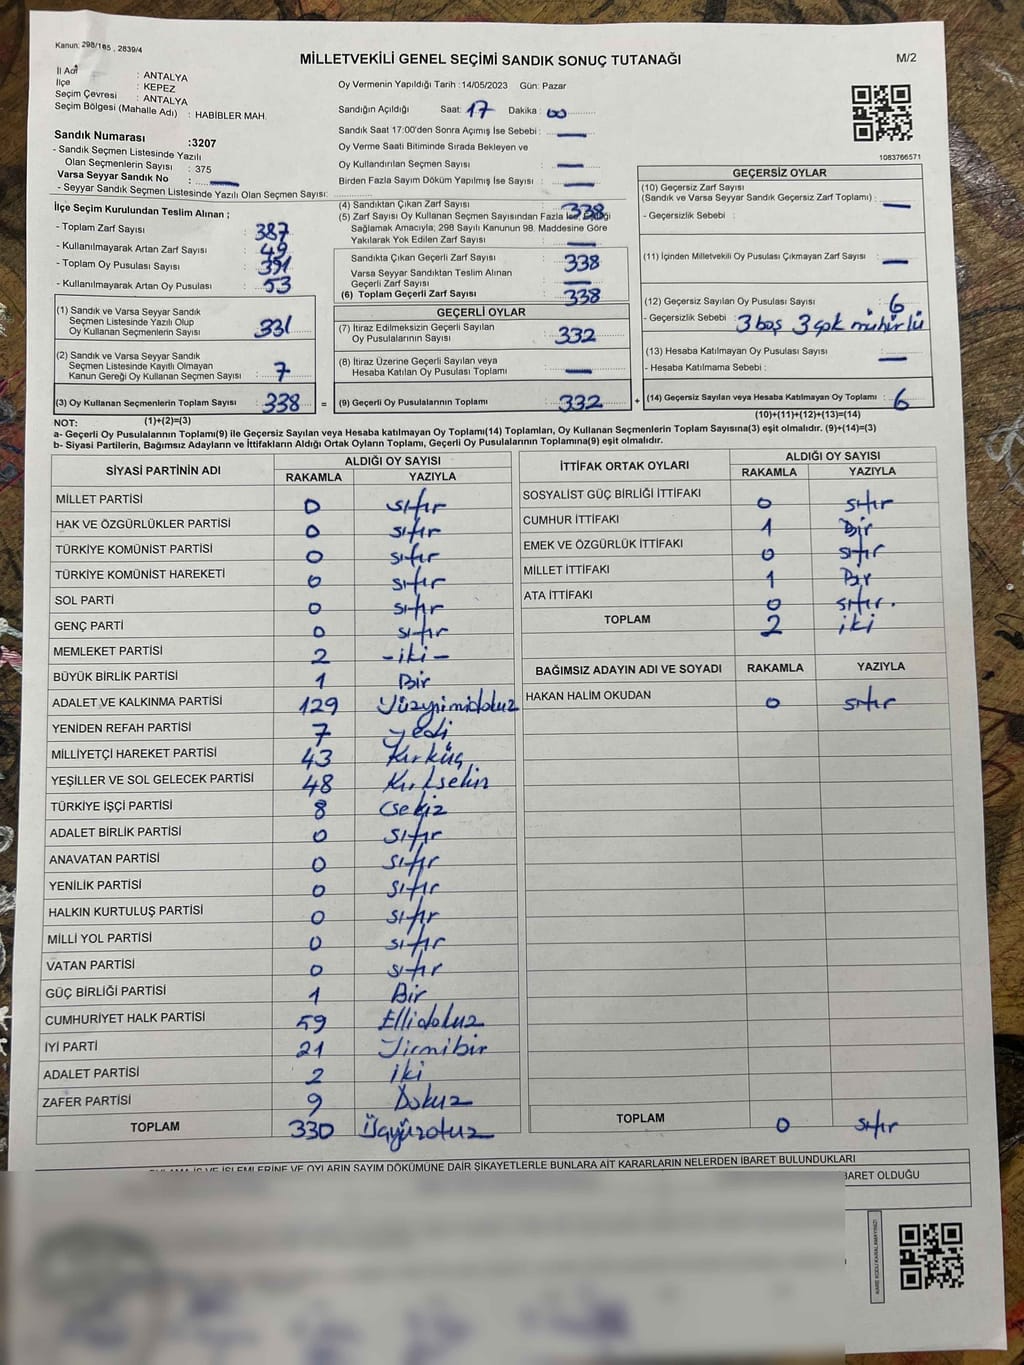 Kanun: 298/105 , 2839/4
MİLLETVEKİLİ GENEL SEÇİMİ SANDIK SONUÇ TUTANAĞI
M/2
İl Adı : ANTALYA
İlçe : KEPEZ
Seçim Çevresi : ANTALYA
Seçim Bölgesi (Mahalle Adı) : HABİBLER MAH.
Sandık Numarası :3207
- Sandık Seçmen Listesinde Yazılı
Olan Seçmenlerin Sayısı : 375
Varsa Seyyar Sandık No : —
- Seyyar Sandık Seçmen Listesinde Yazılı Olan Seçmen Sayısı:
Oy Vermenin Yapıldığı Tarih :14/05/2023 Gün: Pazar
Sandığın Açıldığı Saat: 17 Dakika : 00
Sandık Saat 17:00'den Sonra Açımış İse Sebebi : —
Oy Verme Saati Bitiminde Sırada Bekleyen ve
Oy Kullandırılan Seçmen Sayısı : —
Birden Fazla Sayım Döküm Yapılmış İse Sayısı : —
1083766571
İlçe Seçim Kurulundan Teslim Alınan ;
- Toplam Zarf Sayısı : 387
- Kullanılmayarak Artan Zarf Sayısı : 49
- Toplam Oy Pusulası Sayısı : 391
- Kullanılmayarak Artan Oy Pusulası : 53
(1) Sandık ve Varsa Seyyar Sandık
Seçmen Listesinde Yazılı Olup
Oy Kullanan Seçmenlerin Sayısı : 331
(2) Sandık ve Varsa Seyyar Sandık
Seçmen Listesinde Kayıtlı Olmayan
Kanun Gereği Oy Kullanan Seçmen Sayısı : 7
(3) Oy Kullanan Seçmenlerin Toplam Sayısı : 338 =
(1)+(2)=(3)
(4) Sandıktan Çıkan Zarf Sayısı : 338
(5) Zarf Sayısı Oy Kullanan Seçmen Sayısından Fazla İse, Eşitliği
Sağlamak Amacıyla; 298 Sayılı Kanunun 98. Maddesine Göre
Yakılarak Yok Edilen Zarf Sayısı : —
Sandıkta Çıkan Geçerli Zarf Sayısı : 338
Varsa Seyyar Sandıktan Teslim Alınan
Geçerli Zarf Sayısı : —
(6) Toplam Geçerli Zarf Sayısı : 338
GEÇERLİ OYLAR
(7) İtiraz Edilmeksizin Geçerli Sayılan
Oy Pusulalarının Sayısı : 332
(8) İtiraz Üzerine Geçerli Sayılan veya
Hesaba Katılan Oy Pusulası Toplamı : —
(9) Geçerli Oy Pusulalarının Toplamı : 332 +
GEÇERSİZ OYLAR
(10) Geçersiz Zarf Sayısı
(Sandık ve Varsa Seyyar Sandık Geçersiz Zarf Toplamı) : —
- Geçersizlik Sebebi :
(11) İçinden Milletvekili Oy Pusulası Çıkmayan Zarf Sayısı : —
(12) Geçersiz Sayılan Oy Pusulası Sayısı : 6
- Geçersizlik Sebebi : 3 boş 3 çok mühürlü
(13) Hesaba Katılmayan Oy Pusulası Sayısı : —
- Hesaba Katılmama Sebebi :
(14) Geçersiz Sayılan veya Hesaba Katılmayan Oy Toplamı : 6
(10)+(11)+(12)+(13)=(14)
NOT:
a- Geçerli Oy Pusulalarının Toplamı(9) ile Geçersiz Sayılan veya Hesaba katılmayan Oy Toplamı(14) Toplamları, Oy Kullanan Seçmenlerin Toplam Sayısına(3) eşit olmalıdır. (9)+(14)=(3)
b- Siyasi Partilerin, Bağımsız Adayların ve İttifakların Aldığı Ortak Oyların Toplamı, Geçerli Oy Pusulalarının Toplamına(9) eşit olmalıdır.
SİYASİ PARTİNİN ADI ALDIĞI OY SAYISI
RAKAMLA YAZIYLA
MİLLET PARTİSİ 0 sıfır
HAK VE ÖZGÜRLÜKLER PARTİSİ 0 sıfır
TÜRKİYE KOMÜNİST PARTİSİ 0 sıfır
TÜRKİYE KOMÜNİST HAREKETİ 0 sıfır
SOL PARTİ 0 sıfır
GENÇ PARTİ 0 sıfır
MEMLEKET PARTİSİ 2 -iki-
BÜYÜK BİRLİK PARTİSİ 1 Bir
ADALET VE KALKINMA PARTİSİ 129 Yüzyirmidokuz
YENİDEN REFAH PARTİSİ 7 yedi
MİLLİYETÇİ HAREKET PARTİSİ 43 Kırküç
YEŞİLLER VE SOL GELECEK PARTİSİ 48 Kırksekiz
TÜRKİYE İŞÇİ PARTİSİ 8 sekiz
ADALET BİRLİK PARTİSİ 0 sıfır
ANAVATAN PARTİSİ 0 sıfır
YENİLİK PARTİSİ 0 sıfır
HALKIN KURTULUŞ PARTİSİ 0 sıfır
MİLLİ YOL PARTİSİ 0 sıfır
VATAN PARTİSİ 0 sıfır
GÜÇ BİRLİĞİ PARTİSİ 1 Bir
CUMHURİYET HALK PARTİSİ 59 Ellidokuz
İYİ PARTİ 21 Yirmibir
ADALET PARTİSİ 2 iki
ZAFER PARTİSİ 9 Dokuz
TOPLAM 330 Üçyüzotuz
İTTİFAK ORTAK OYLARI ALDIĞI OY SAYISI
RAKAMLA YAZIYLA
SOSYALİST GÜÇ BİRLİĞİ İTTİFAKI 0 sıfır
CUMHUR İTTİFAKI 1 Bir
EMEK VE ÖZGÜRLÜK İTTİFAKI 0 sıfır
MİLLET İTTİFAKI 1 Bir
ATA İTTİFAKI 0 sıfır.
TOPLAM 2 iki
BAĞIMSIZ ADAYIN ADI VE SOYADI RAKAMLA YAZIYLA
HAKAN HALİM OKUDAN 0 sıfır
TOPLAM 0 sıfır
İŞ VE İŞLEMLERİNE VE OYLARIN SAYIM DÖKÜMÜNE DAİR ŞİKAYETLERLE BUNLARA AİT KARARLARIN NELERDEN İBARET BULUNDUKLARI
İBARET OLDUĞU
KARE KODU KARALAMAYINIZ!